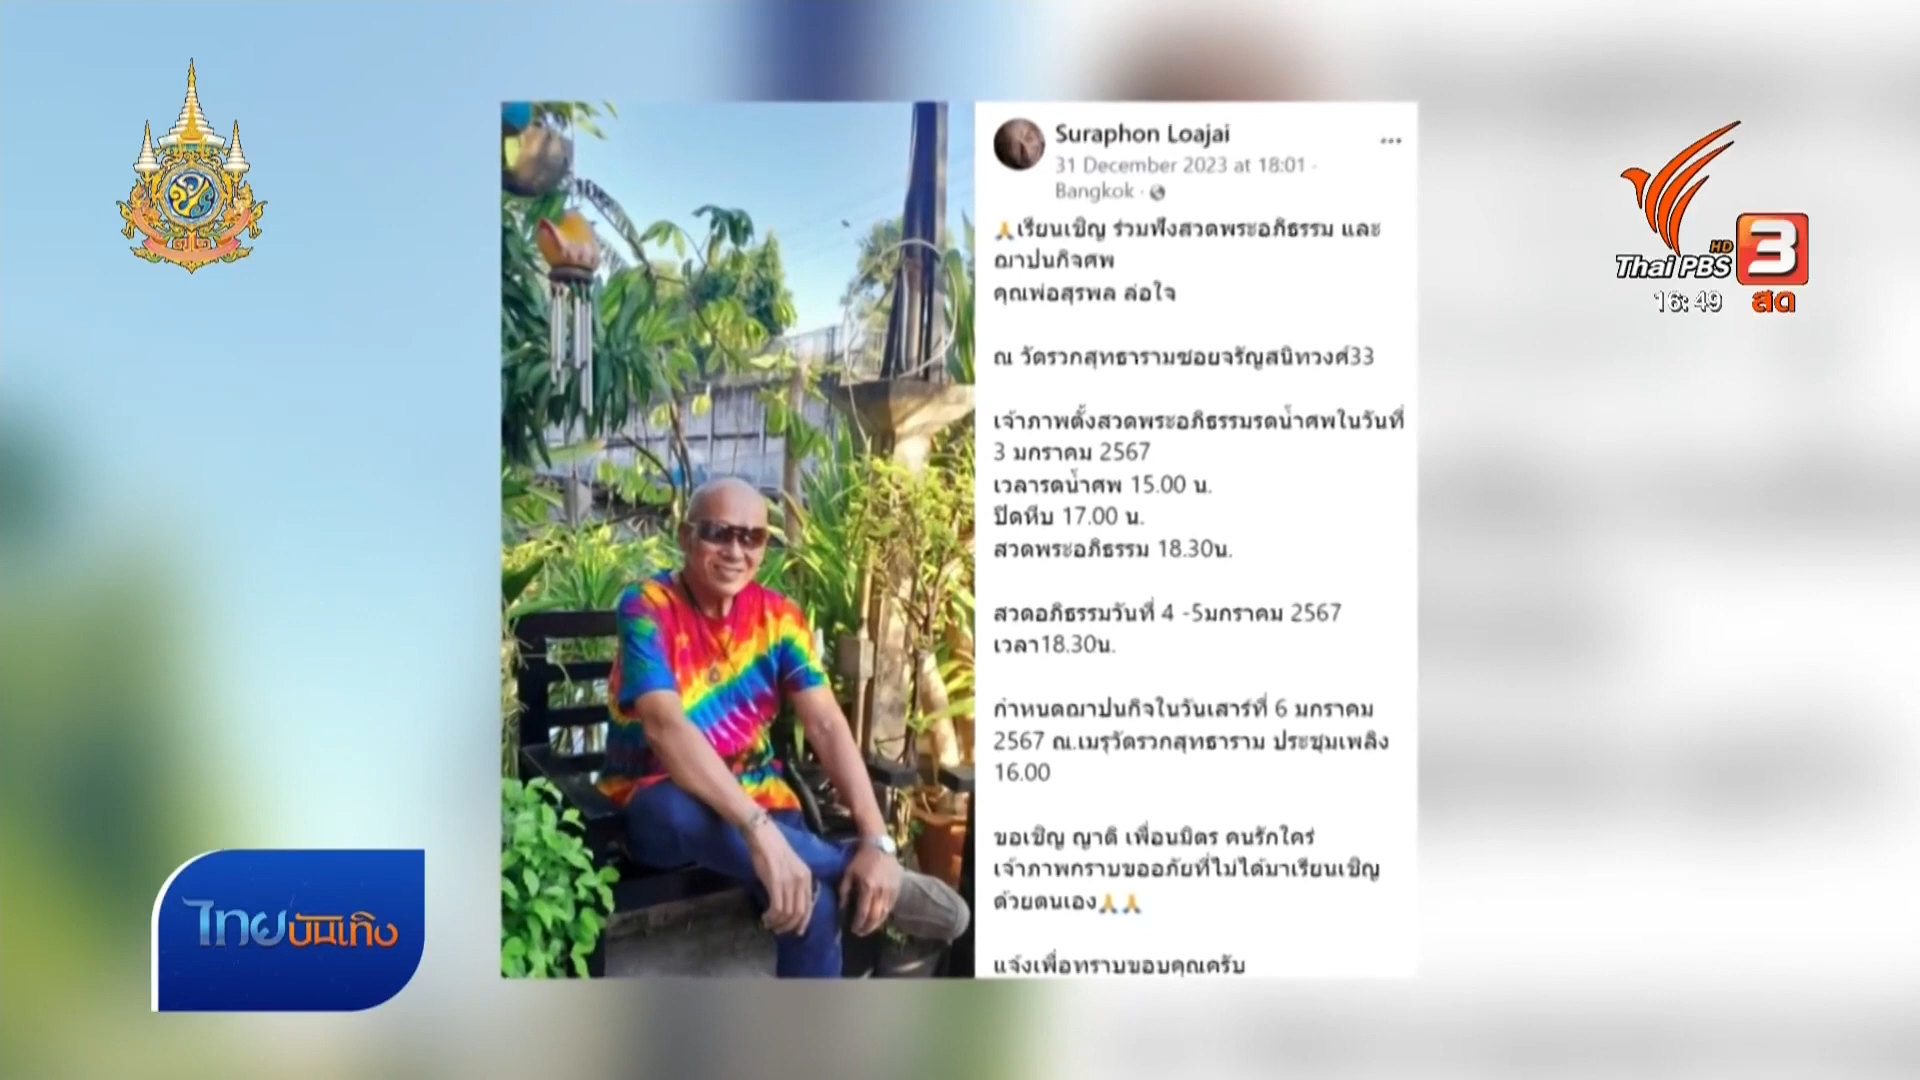 Suraphon Loajai
31 December 2023 at 18:01 ·
Bangkok ·
🙏เรียนเชิญ ร่วมฟังสวดพระอภิธรรม และ
ฌาปนกิจศพ
คุณพ่อสุรพล ล่อใจ
ณ วัดรวกสุทธารามซอยจรัญสนิทวงศ์33
เจ้าภาพตั้งสวดพระอภิธรรมรดน้ำศพในวันที่
3 มกราคม 2567
เวลารดน้ำศพ 15.00 น.
ปิดหีบ 17.00 น.
สวดพระอภิธรรม 18.30น.
สวดอภิธรรมวันที่ 4 -5มกราคม 2567
เวลา18.30น.
กำหนดฌาปนกิจในวันเสาร์ที่ 6 มกราคม
2567 ณ.เมรุวัดรวกสุทธาราม ประชุมเพลิง
16.00
ขอเชิญ ญาติ เพื่อนมิตร คนรักใคร่
เจ้าภาพกราบขออภัยที่ไม่ได้มาเรียนเชิญ
ด้วยตนเอง🙏🙏
แจ้งเพื่อทราบขอบคุณครับ
HD
Thai PBS 3
16:49 สด
ไทยบันเทิง